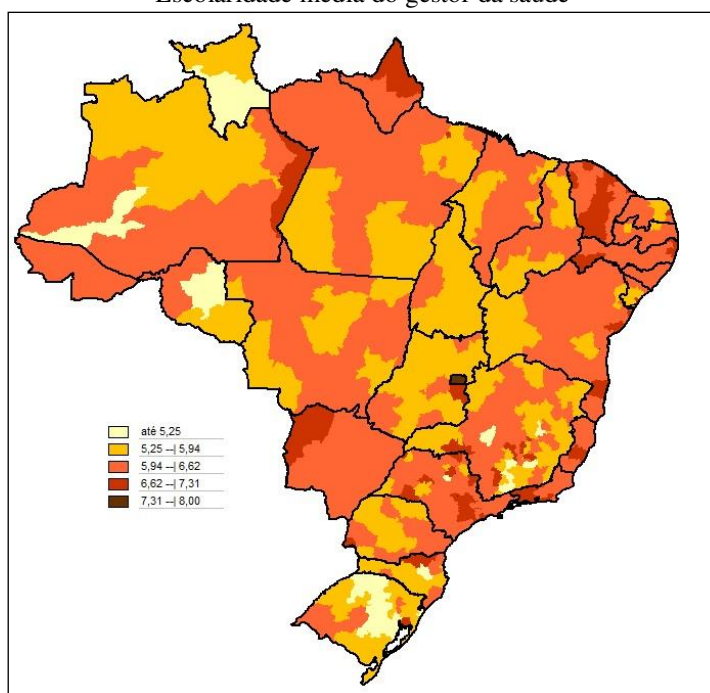 Escolaridade média do gestor da saúde
até 5,25
5,25 --| 5,94
5,94 --| 6,62
6,62 --| 7,31
7,31 --| 8,00